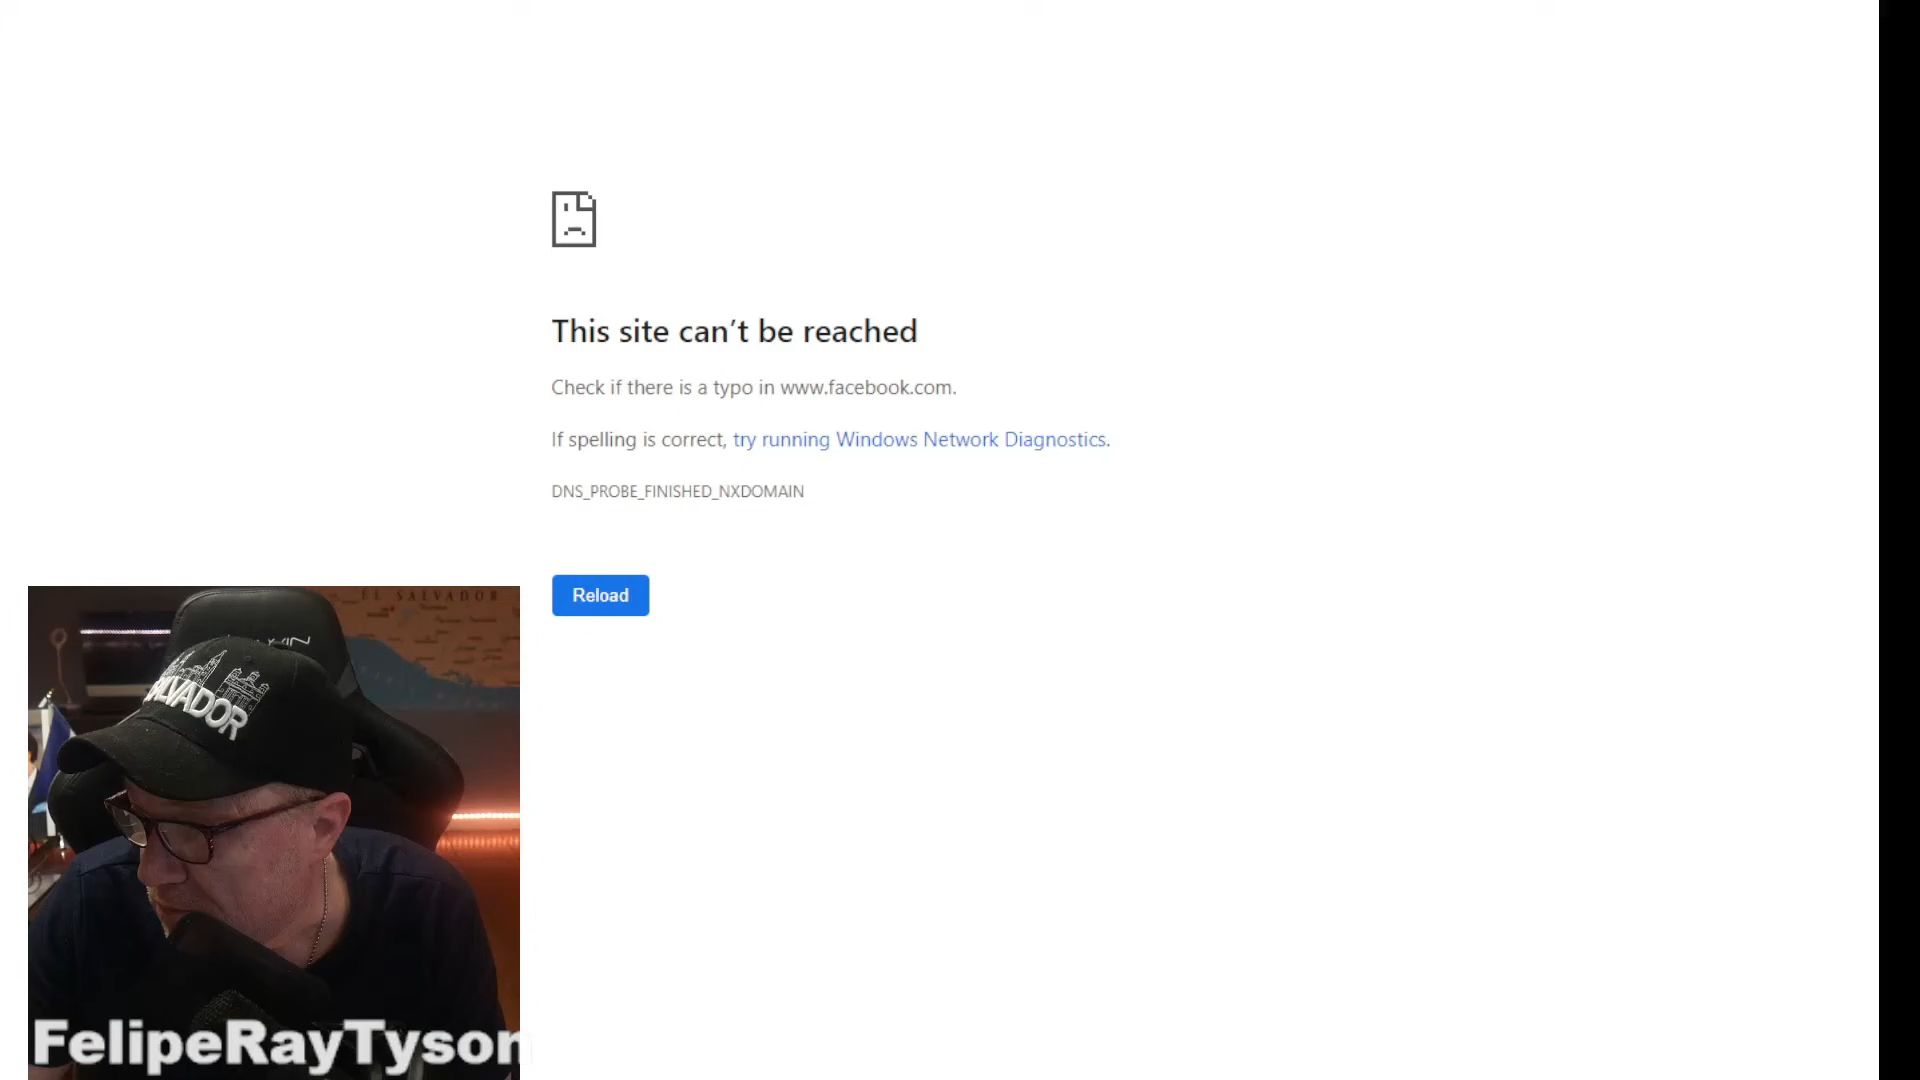 This site can’t be reached
Check if there is a typo in www.facebook.com.
If spelling is correct, try running Windows Network Diagnostics.
DNS_PROBE_FINISHED_NXDOMAIN
Reload
EL SALVADOR
SALVADOR
FelipeRayTyson